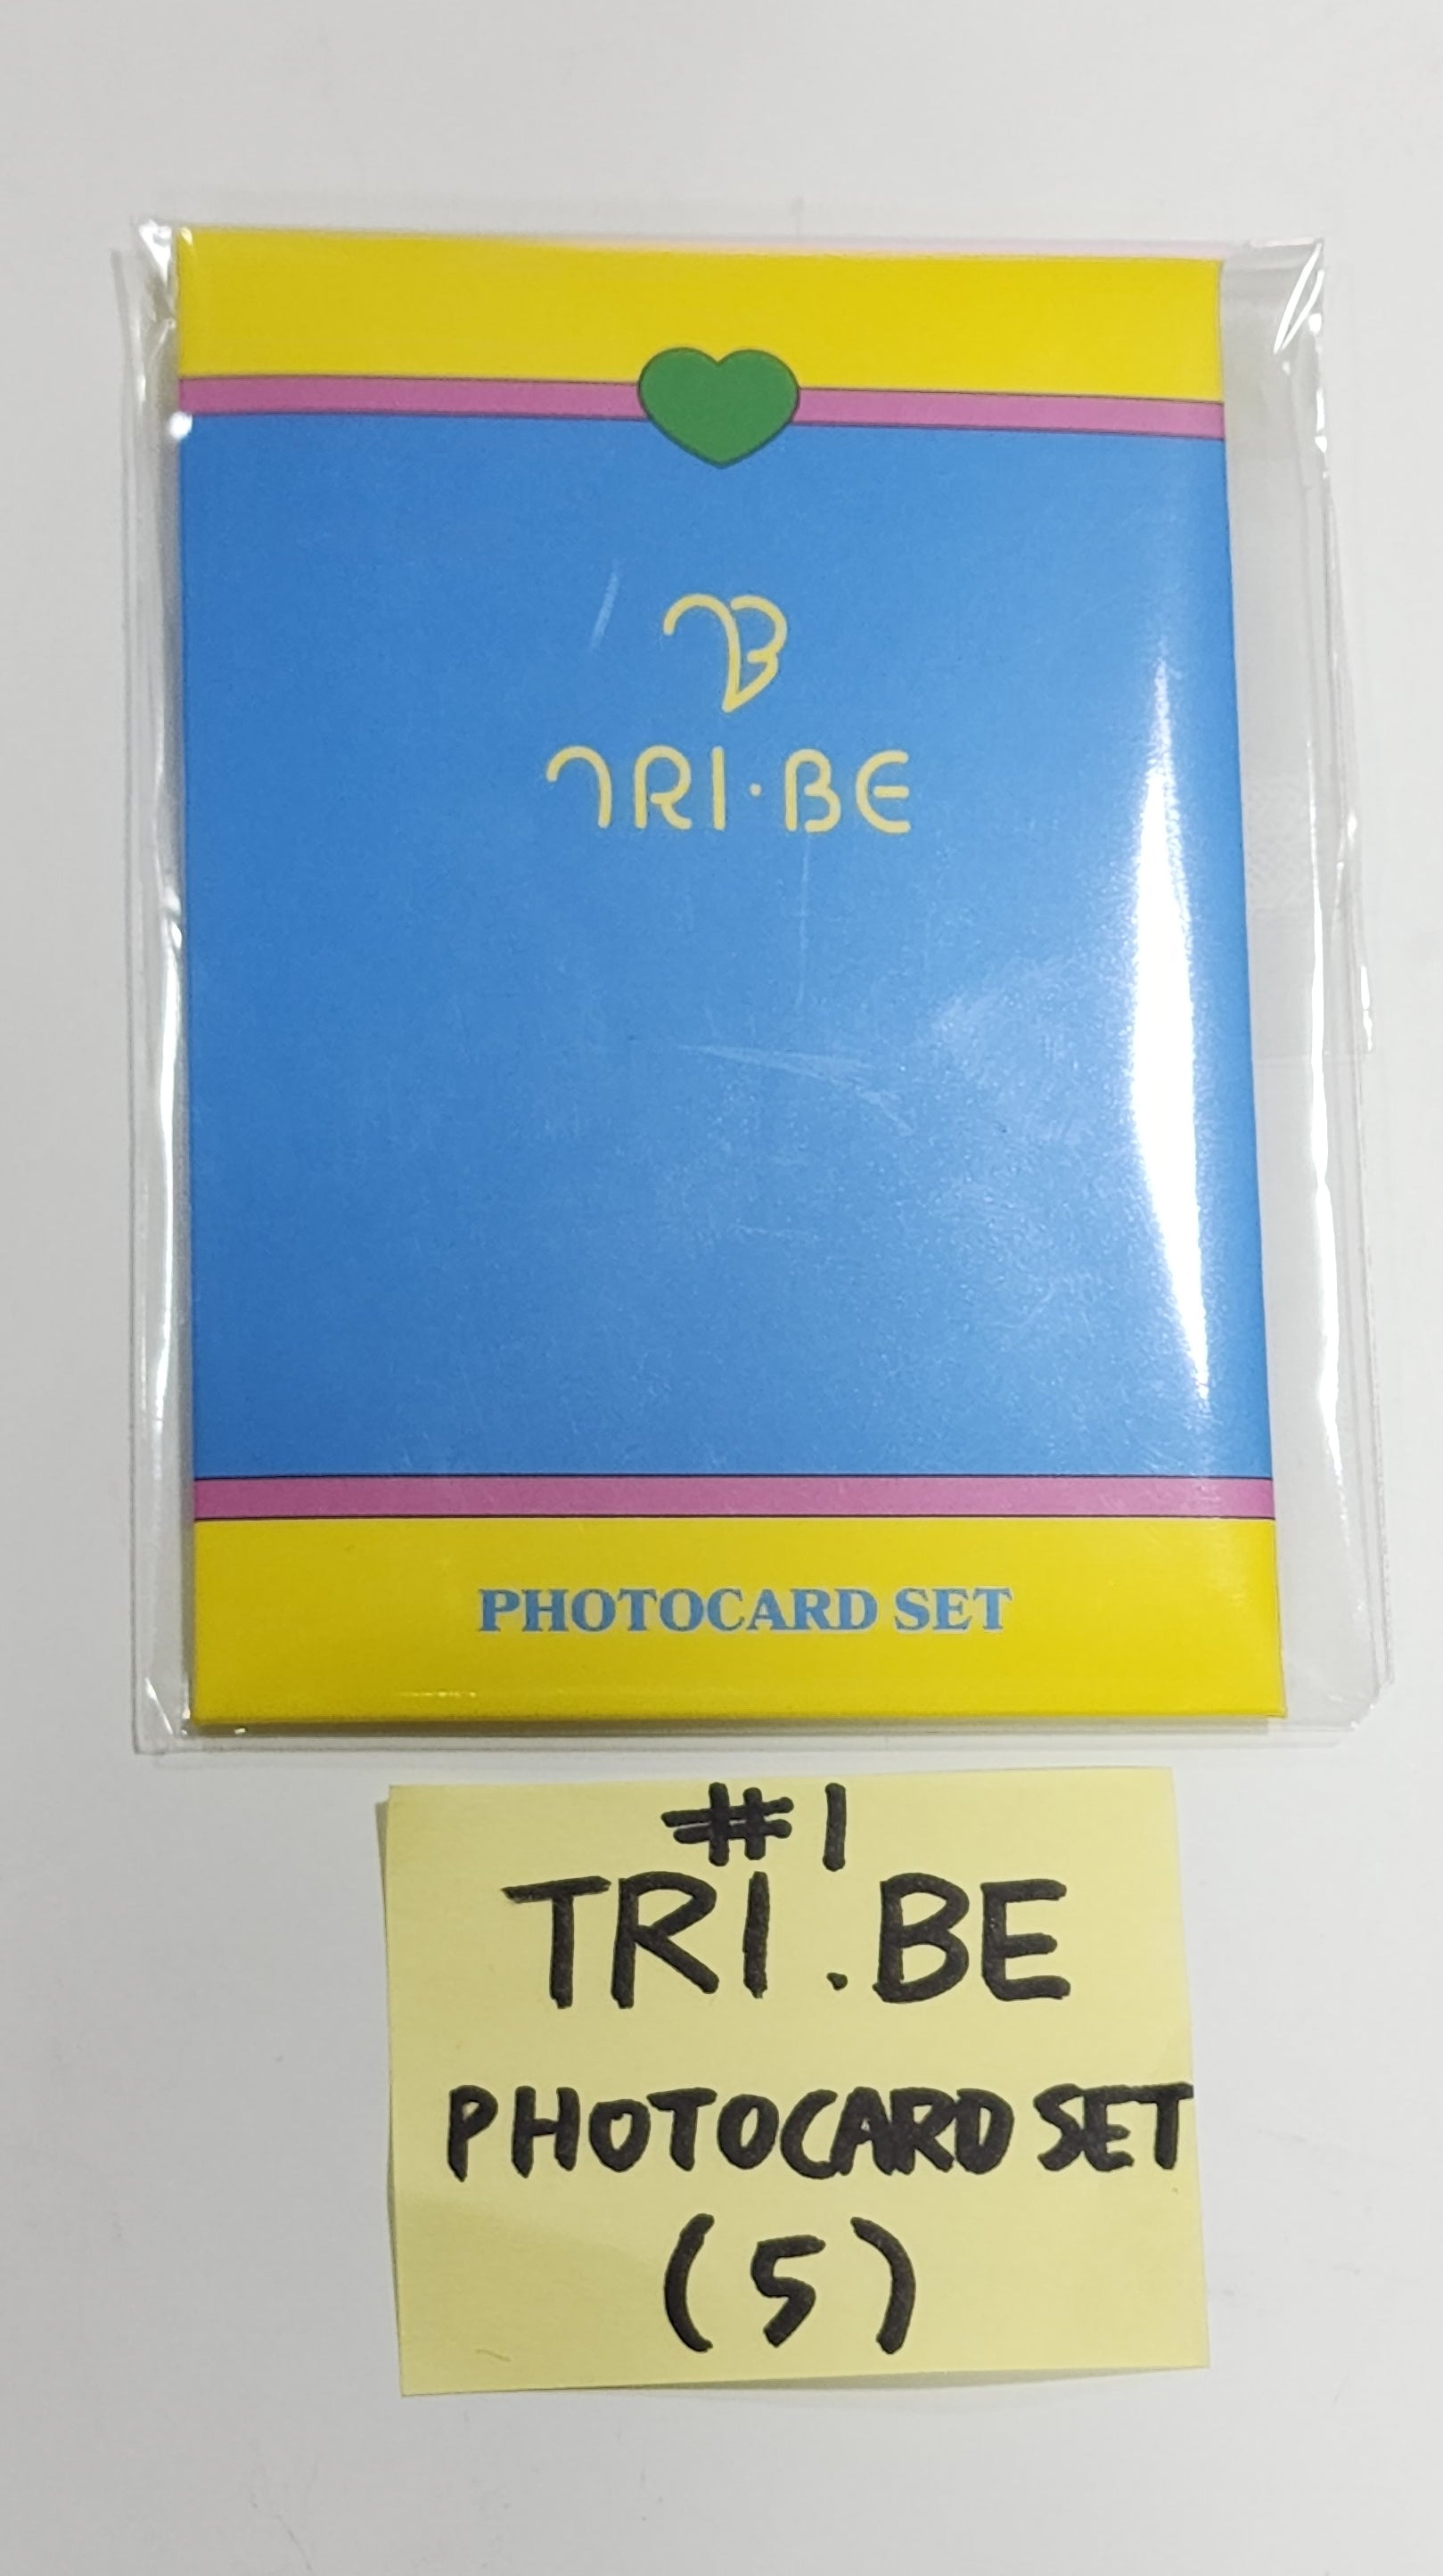 TRI·BE
PHOTOCARD SET
#1
TRI.BE
PHOTOCARD SET
(5)